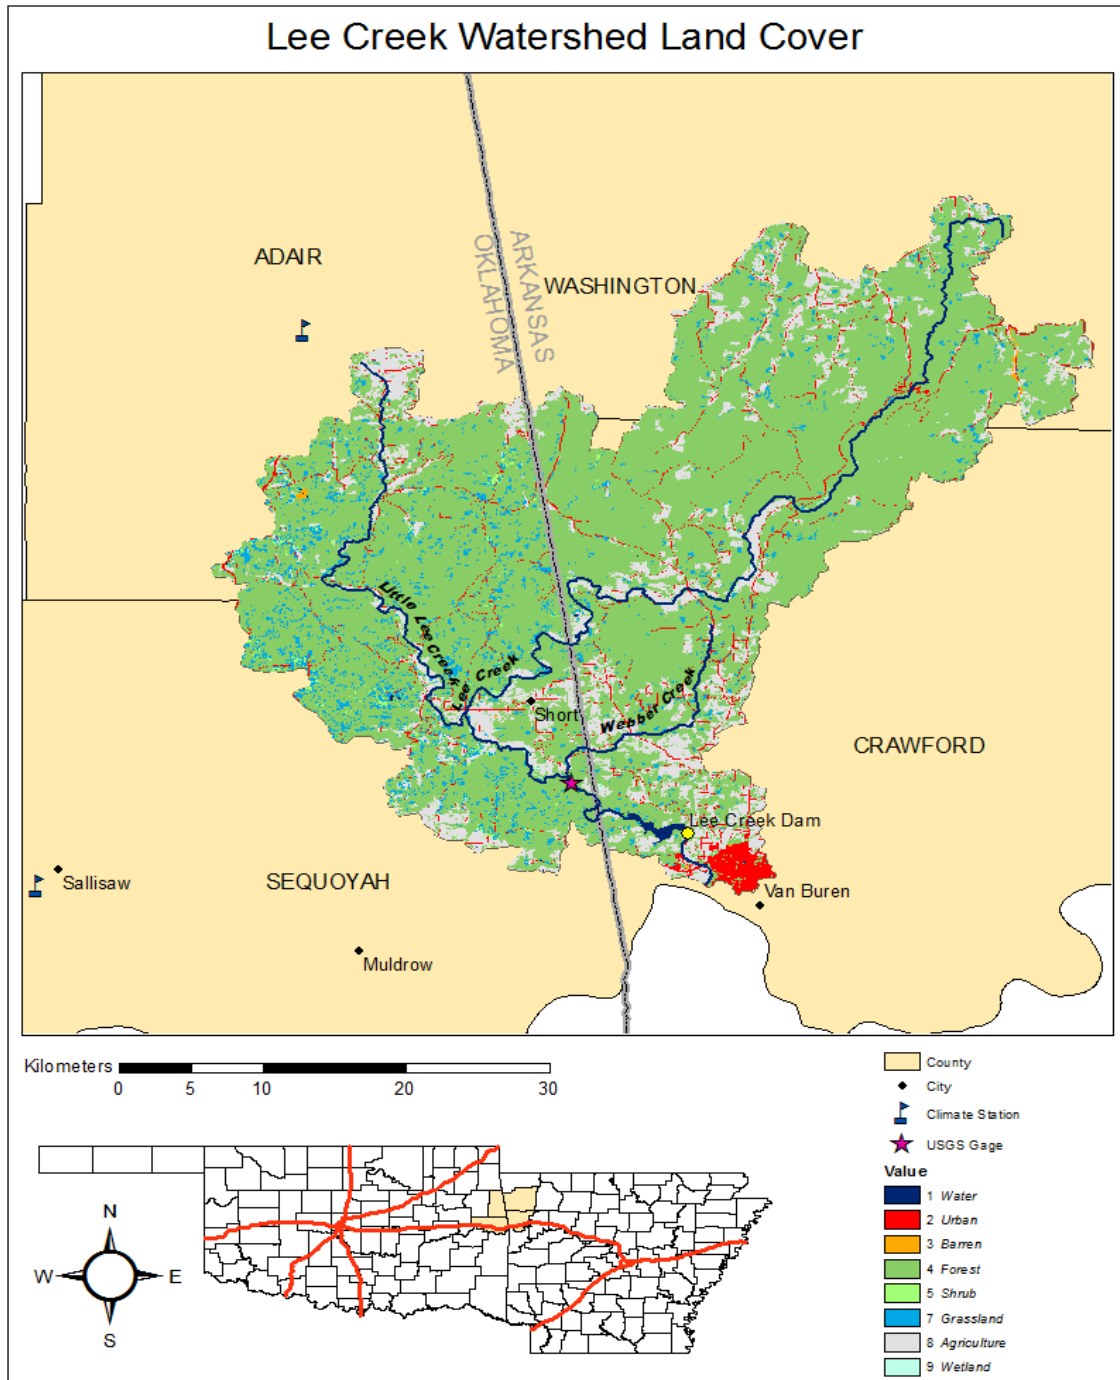 Lee Creek Watershed Land Cover
ADAIR
ARKANSAS
OKLAHOMA
WASHINGTON
Little Lee Creek
Lee Creek
Short
Webber Creek
CRAWFORD
Lee Creek Dam
Sallisaw
SEQUOYAH
Van Buren
Muldrow
Kilometers
0 5 10 20 30
County
City
Climate Station
USGS Gage
Value
1 Water
2 Urban
3 Barren
4 Forest
5 Shrub
7 Grassland
8 Agriculture
9 Wetland
N
W E
S